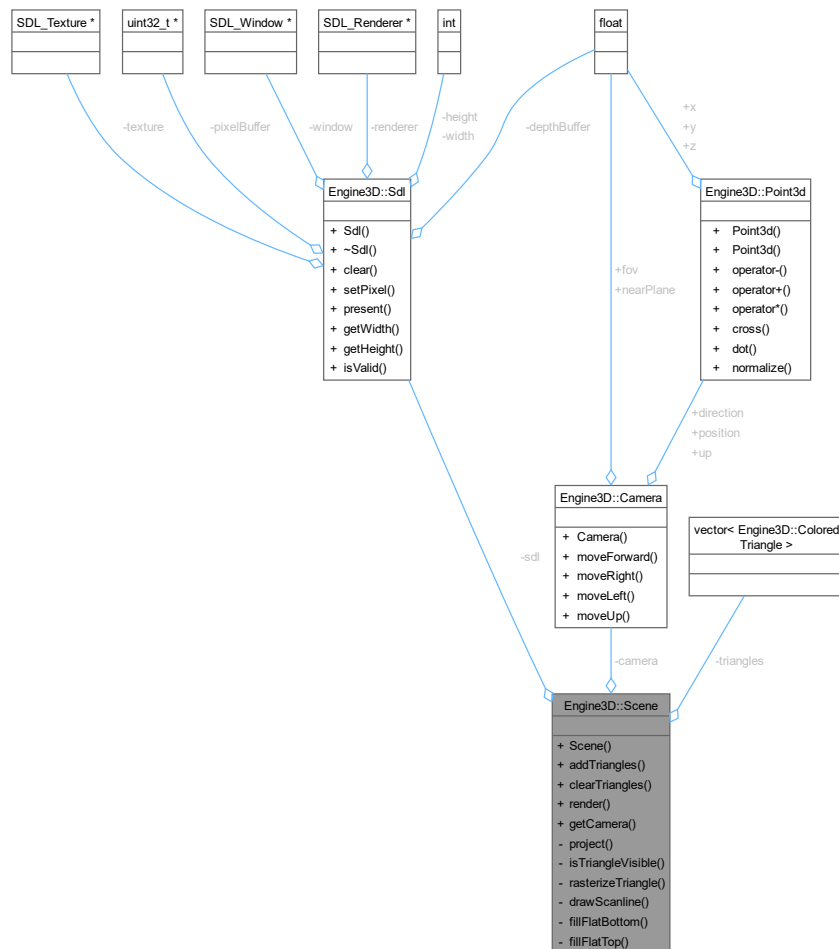 SDL_Texture *
uint32_t *
SDL_Window *
SDL_Renderer *
int
float
-texture
-pixelBuffer
-window
-renderer
-height
-width
-depthBuffer
+x
+y
+z
Engine3D::Sdl
+ Sdl()
+ ~Sdl()
+ clear()
+ setPixel()
+ present()
+ getWidth()
+ getHeight()
+ isValid()
Engine3D::Point3d
+ Point3d()
+ Point3d()
+ operator-()
+ operator+()
+ operator*()
+ cross()
+ dot()
+ normalize()
+fov
+nearPlane
+direction
+position
+up
Engine3D::Camera
+ Camera()
+ moveForward()
+ moveRight()
+ moveLeft()
+ moveUp()
vector< Engine3D::Colored
Triangle >
-sdl
-camera
-triangles
Engine3D::Scene
+ Scene()
+ addTriangles()
+ clearTriangles()
+ render()
+ getCamera()
- project()
- isTriangleVisible()
- rasterizeTriangle()
- drawScanline()
- fillFlatBottom()
- fillFlatTop()